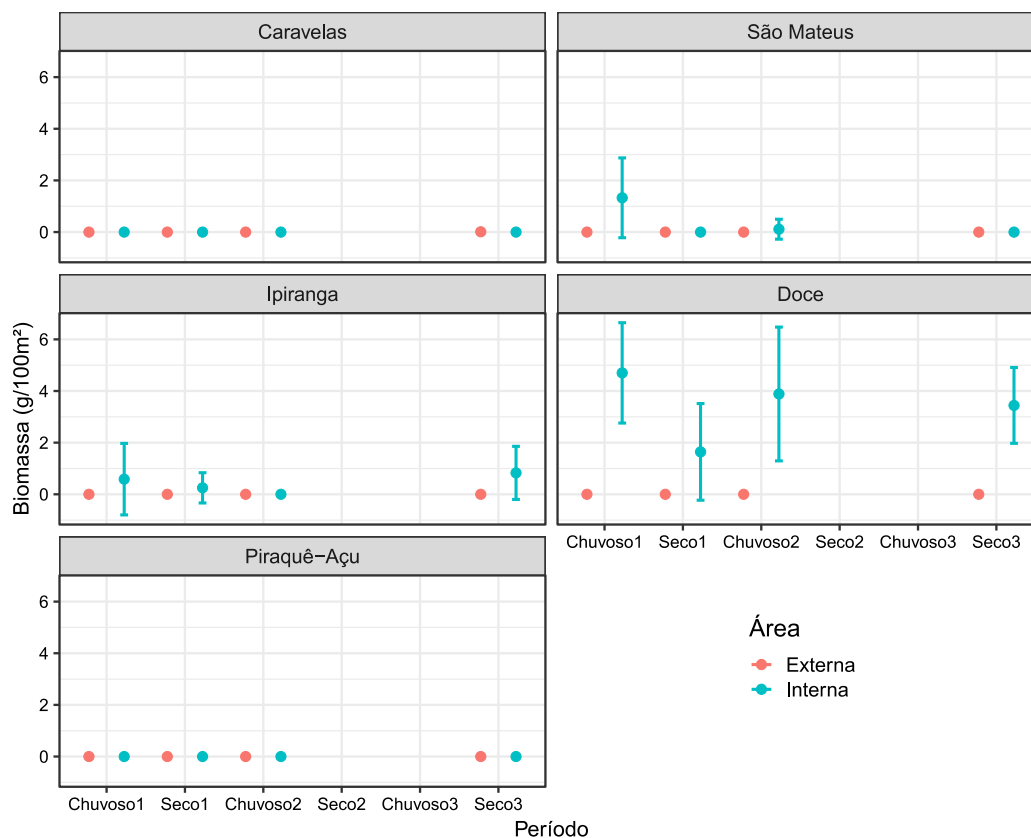 Caravelas
São Mateus
6
4
2
0
Ipiranga
Doce
6
4
2
0
Chuvoso1 Seco1 Chuvoso2 Seco2 Chuvoso3 Seco3
Piraquê−Açu
6
4
2
0
Chuvoso1 Seco1 Chuvoso2 Seco2 Chuvoso3 Seco3
Período
Biomassa (g/100m²)
Área
Externa
Interna